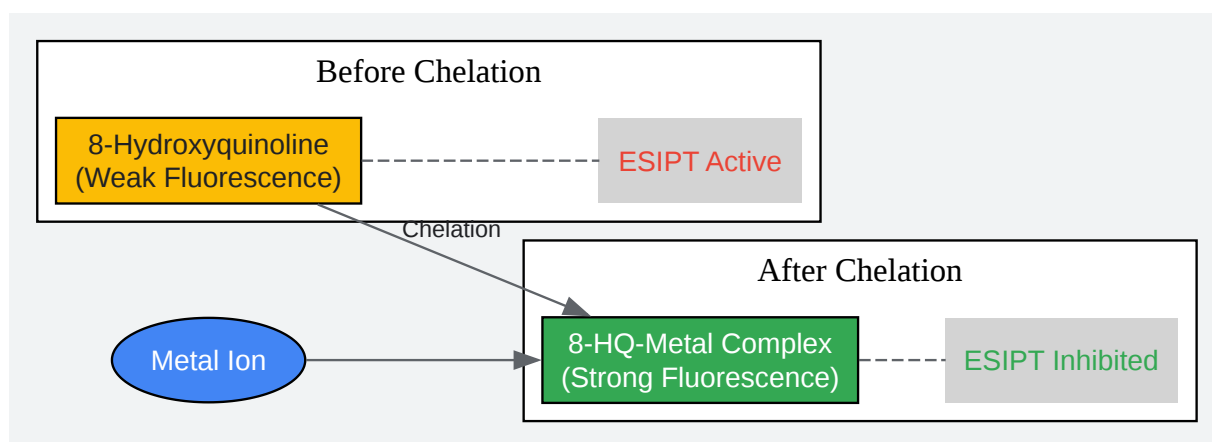 Before Chelation
8-Hydroxyquinoline
(Weak Fluorescence)
ESIPT Active
Chelation
After Chelation
Metal Ion
8-HQ-Metal Complex
(Strong Fluorescence)
ESIPT Inhibited